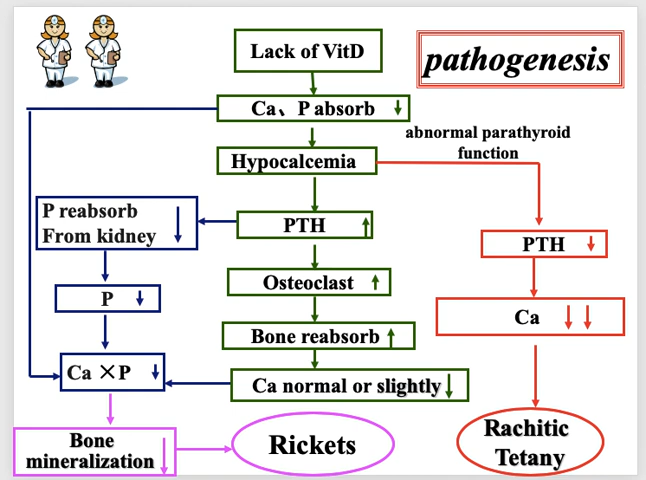 Lack of VitD
pathogenesis
Ca、P absorb ↓
abnormal parathyroid
function
Hypocalcemia
P reabsorb
From kidney ↓
PTH ↑
PTH ↓
Osteoclast ↑
P ↓
Ca ↓↓
Bone reabsorb ↑
Ca ×P ↓
Ca normal or slightly ↓
Bone
mineralization ↓
Rickets
Rachitic
Tetany